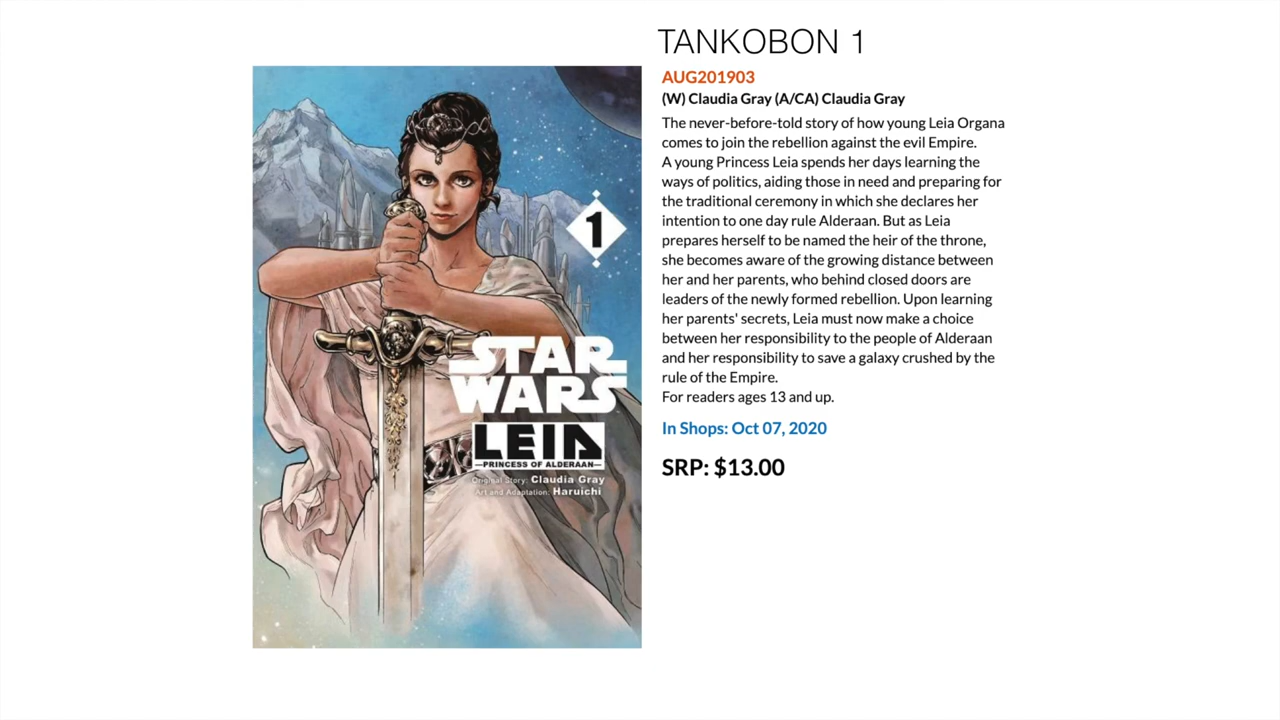 TANKOBON 1
AUG201903
(W) Claudia Gray (A/CA) Claudia Gray
The never-before-told story of how young Leia Organa
comes to join the rebellion against the evil Empire.
A young Princess Leia spends her days learning the
ways of politics, aiding those in need and preparing for
the traditional ceremony in which she declares her
intention to one day rule Alderaan. But as Leia
prepares herself to be named the heir of the throne,
she becomes aware of the growing distance between
her and her parents, who behind closed doors are
leaders of the newly formed rebellion. Upon learning
her parents' secrets, Leia must now make a choice
between her responsibility to the people of Alderaan
and her responsibility to save a galaxy crushed by the
rule of the Empire.
For readers ages 13 and up.
In Shops: Oct 07, 2020
SRP: $13.00
1
STAR
WARS
LEIA
—PRINCESS OF ALDERAAN—
Original Story: Claudia Gray
Art and Adaptation: Haruichi